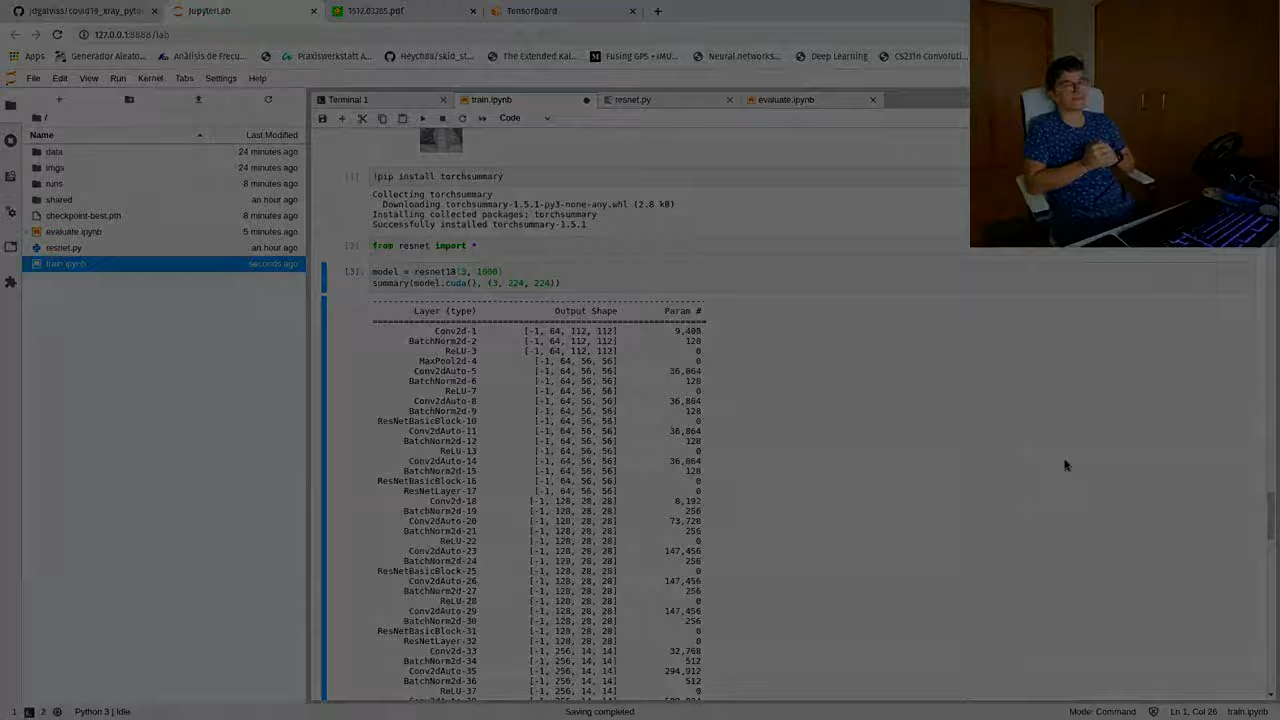 jdgalviss/covid19_xray_pyto
JupyterLab
1512.03385.pdf
TensorBoard
127.0.0.1:8888/lab
Apps
Generador Aleato...
Análisis de Frecu...
Praxiswerkstatt A...
Heych88/skid_st...
The Extended Kal...
Fusing GPS + IMU...
Neural networks...
Deep Learning
CS231n Convoluti...
File Edit View Run Kernel Tabs Settings Help
Terminal 1
train.ipynb
resnet.py
evaluate.ipynb
Code
/
Name Last Modified
data 24 minutes ago
imgs 24 minutes ago
runs 8 minutes ago
shared an hour ago
checkpoint-best.pth 8 minutes ago
evaluate.ipynb 5 minutes ago
resnet.py an hour ago
train.ipynb seconds ago
[1] !pip install torchsummary
Collecting torchsummary
Downloading torchsummary-1.5.1-py3-none-any.whl (2.8 kB)
Installing collected packages: torchsummary
Successfully installed torchsummary-1.5.1
[2] from resnet import *
[3]: model = resnet18(3, 1000)
summary(model.cuda(), (3, 224, 224))
----------------------------------------------------------------
Layer (type) Output Shape Param #
================================================================
Conv2d-1 [-1, 64, 112, 112] 9,408
BatchNorm2d-2 [-1, 64, 112, 112] 128
ReLU-3 [-1, 64, 112, 112] 0
MaxPool2d-4 [-1, 64, 56, 56] 0
Conv2dAuto-5 [-1, 64, 56, 56] 36,864
BatchNorm2d-6 [-1, 64, 56, 56] 128
ReLU-7 [-1, 64, 56, 56] 0
Conv2dAuto-8 [-1, 64, 56, 56] 36,864
BatchNorm2d-9 [-1, 64, 56, 56] 128
ResNetBasicBlock-10 [-1, 64, 56, 56] 0
Conv2dAuto-11 [-1, 64, 56, 56] 36,864
BatchNorm2d-12 [-1, 64, 56, 56] 128
ReLU-13 [-1, 64, 56, 56] 0
Conv2dAuto-14 [-1, 64, 56, 56] 36,864
BatchNorm2d-15 [-1, 64, 56, 56] 128
ResNetBasicBlock-16 [-1, 64, 56, 56] 0
ResNetLayer-17 [-1, 64, 56, 56] 0
Conv2d-18 [-1, 128, 28, 28] 8,192
BatchNorm2d-19 [-1, 128, 28, 28] 256
Conv2dAuto-20 [-1, 128, 28, 28] 73,728
BatchNorm2d-21 [-1, 128, 28, 28] 256
ReLU-22 [-1, 128, 28, 28] 0
Conv2dAuto-23 [-1, 128, 28, 28] 147,456
BatchNorm2d-24 [-1, 128, 28, 28] 256
ResNetBasicBlock-25 [-1, 128, 28, 28] 0
Conv2dAuto-26 [-1, 128, 28, 28] 147,456
BatchNorm2d-27 [-1, 128, 28, 28] 256
ReLU-28 [-1, 128, 28, 28] 0
Conv2dAuto-29 [-1, 128, 28, 28] 147,456
BatchNorm2d-30 [-1, 128, 28, 28] 256
ResNetBasicBlock-31 [-1, 128, 28, 28] 0
ResNetLayer-32 [-1, 128, 28, 28] 0
Conv2d-33 [-1, 256, 14, 14] 32,768
BatchNorm2d-34 [-1, 256, 14, 14] 512
Conv2dAuto-35 [-1, 256, 14, 14] 294,912
BatchNorm2d-36 [-1, 256, 14, 14] 512
ReLU-37 [-1, 256, 14, 14] 0
1 2 Python 3 | Idle Saving completed Mode: Command Ln 1, Col 26 train.ipynb